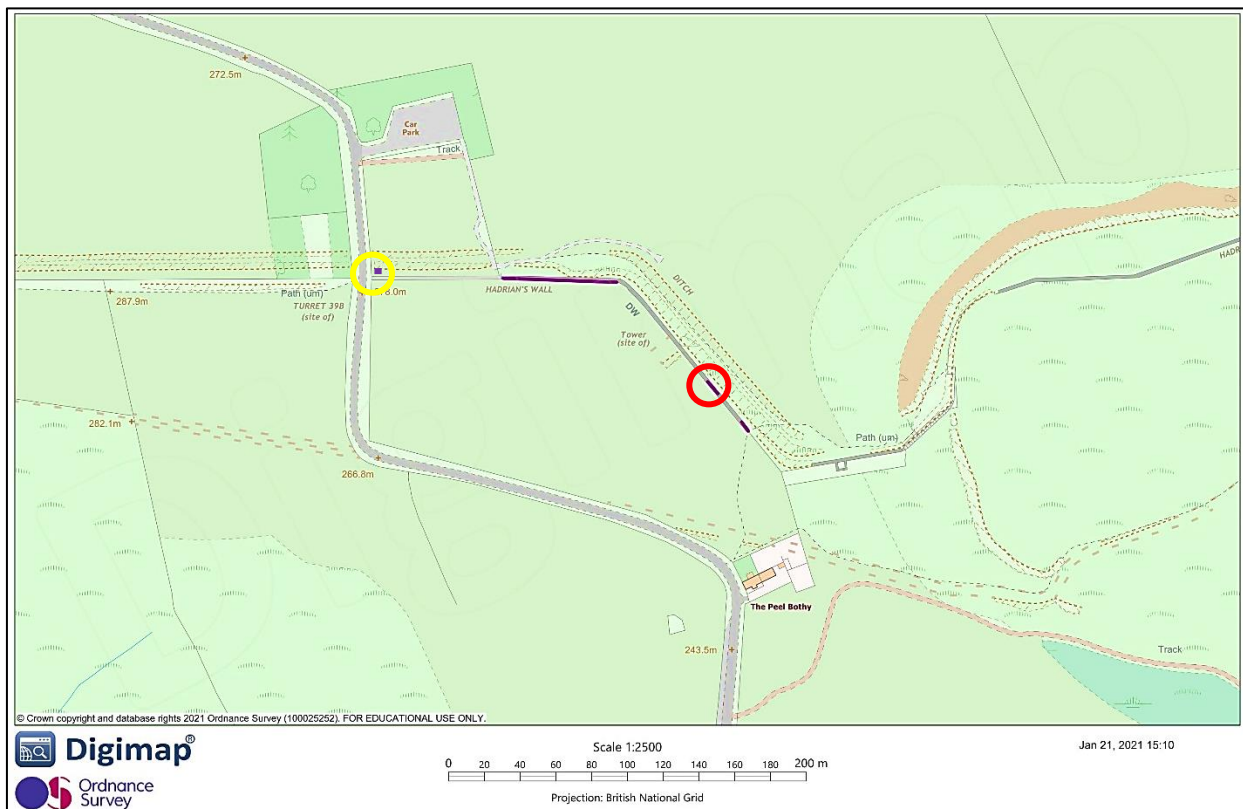 272.5m
Car
Park
Track
DITCH
HADRIAN'S WALL
287.9m
Path (um)
TURRET 39B
(site of)
DW
Tower
(site of)
282.1m
266.8m
Path (um)
The Peel Bothy
243.5m
Track
© Crown copyright and database rights 2021 Ordnance Survey (100025252). FOR EDUCATIONAL USE ONLY.
Digimap®
Ordnance
Survey
Scale 1:2500
0 20 40 60 80 100 120 140 160 180 200 m
Projection: British National Grid
Jan 21, 2021 15:10